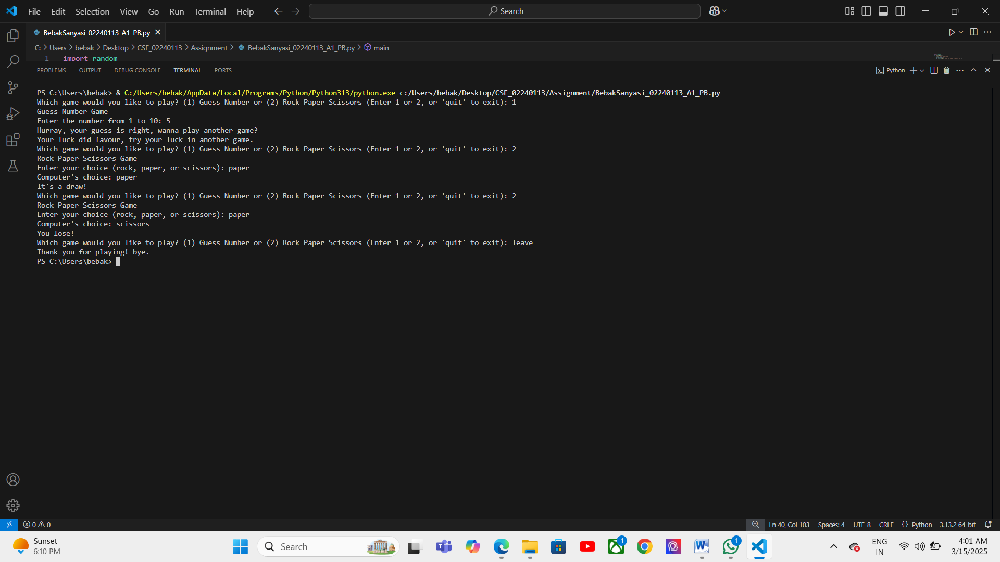 File Edit Selection View Go Run Terminal Help Search
BebakSanyasi_02240113_A1_PB.py
C: > Users > bebak > Desktop > CSF_02240113 > Assignment > BebakSanyasi_02240113_A1_PB.py > main
1 import random
PROBLEMS OUTPUT DEBUG CONSOLE TERMINAL PORTS Python
PS C:\Users\bebak> & C:/Users/bebak/AppData/Local/Programs/Python/Python313/python.exe c:/Users/bebak/Desktop/CSF_02240113/Assignment/BebakSanyasi_02240113_A1_PB.py
Which game would you like to play? (1) Guess Number or (2) Rock Paper Scissors (Enter 1 or 2, or 'quit' to exit): 1
Guess Number Game
Enter the number from 1 to 10: 5
Hurray, your guess is right, wanna play another game?
Your luck did favour, try your luck in another game.
Which game would you like to play? (1) Guess Number or (2) Rock Paper Scissors (Enter 1 or 2, or 'quit' to exit): 2
Rock Paper Scissors Game
Enter your choice (rock, paper, or scissors): paper
Computer's choice: paper
It's a draw!
Which game would you like to play? (1) Guess Number or (2) Rock Paper Scissors (Enter 1 or 2, or 'quit' to exit): 2
Rock Paper Scissors Game
Enter your choice (rock, paper, or scissors): paper
Computer's choice: scissors
You lose!
Which game would you like to play? (1) Guess Number or (2) Rock Paper Scissors (Enter 1 or 2, or 'quit' to exit): leave
Thank you for playing! bye.
PS C:\Users\bebak>
0 0 Ln 40, Col 103 Spaces: 4 UTF-8 CRLF {} Python 3.13.2 64-bit
Sunset
6:10 PM
Search
1
1
ENG
IN
4:01 AM
3/15/2025